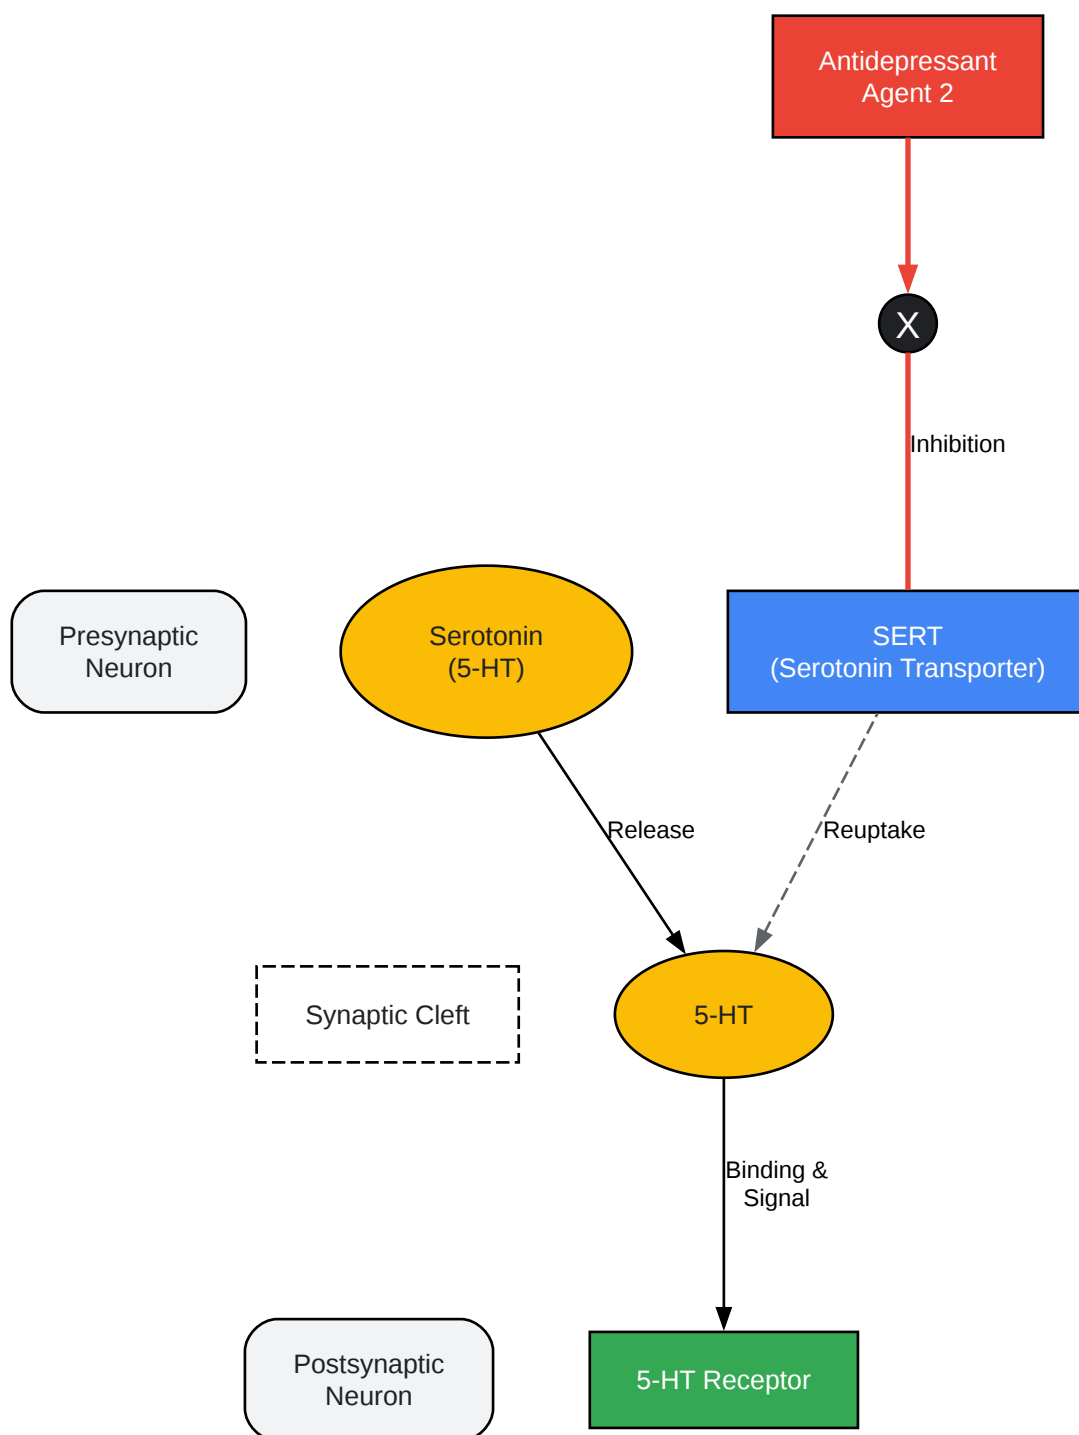 Antidepressant
Agent 2
X
Inhibition
Presynaptic
Neuron
Serotonin
(5-HT)
SERT
(Serotonin Transporter)
Release
Reuptake
Synaptic Cleft
5-HT
Binding &
Signal
Postsynaptic
Neuron
5-HT Receptor